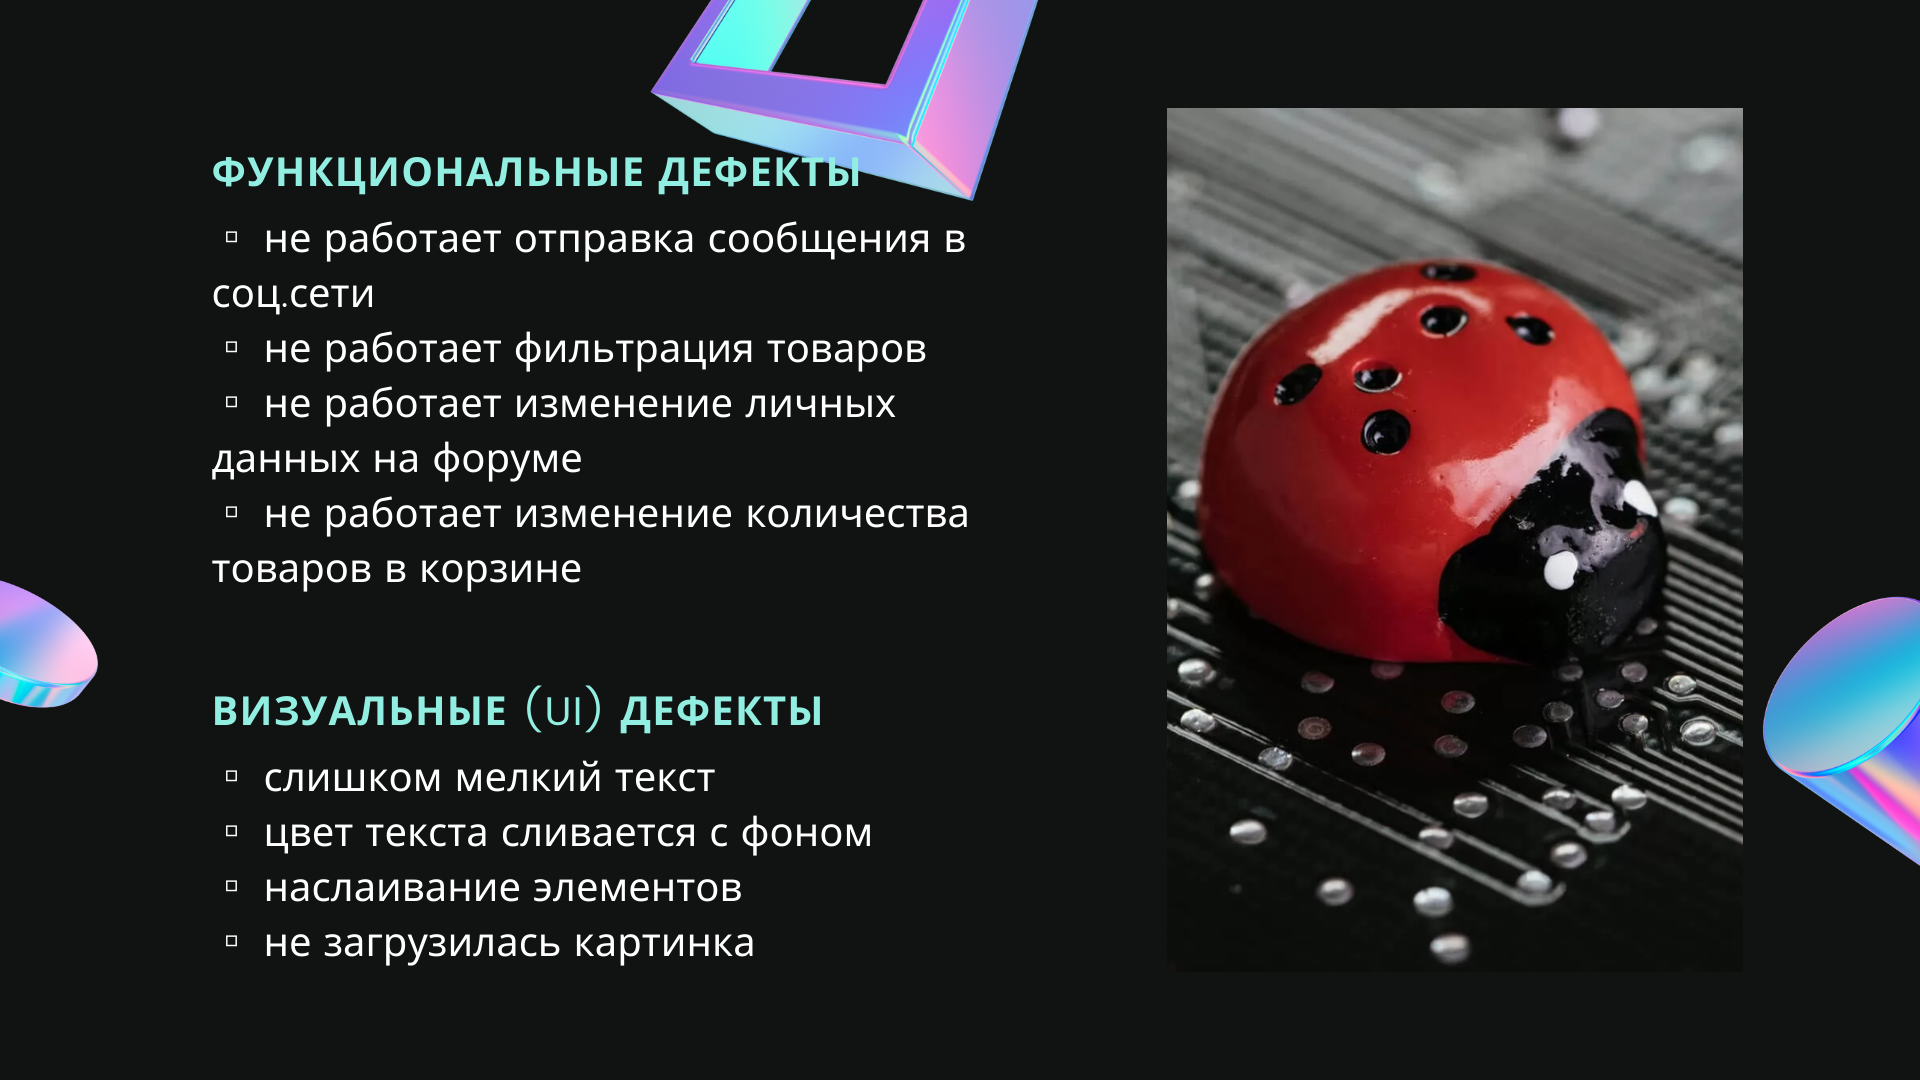 ФУНКЦИОНАЛЬНЫЕ ДЕФЕКТЫ
▫ не работает отправка сообщения в
соц.сети
▫ не работает фильтрация товаров
▫ не работает изменение личных
данных на форуме
▫ не работает изменение количества
товаров в корзине
ВИЗУАЛЬНЫЕ (UI) ДЕФЕКТЫ
▫ слишком мелкий текст
▫ цвет текста сливается с фоном
▫ наслаивание элементов
▫ не загрузилась картинка